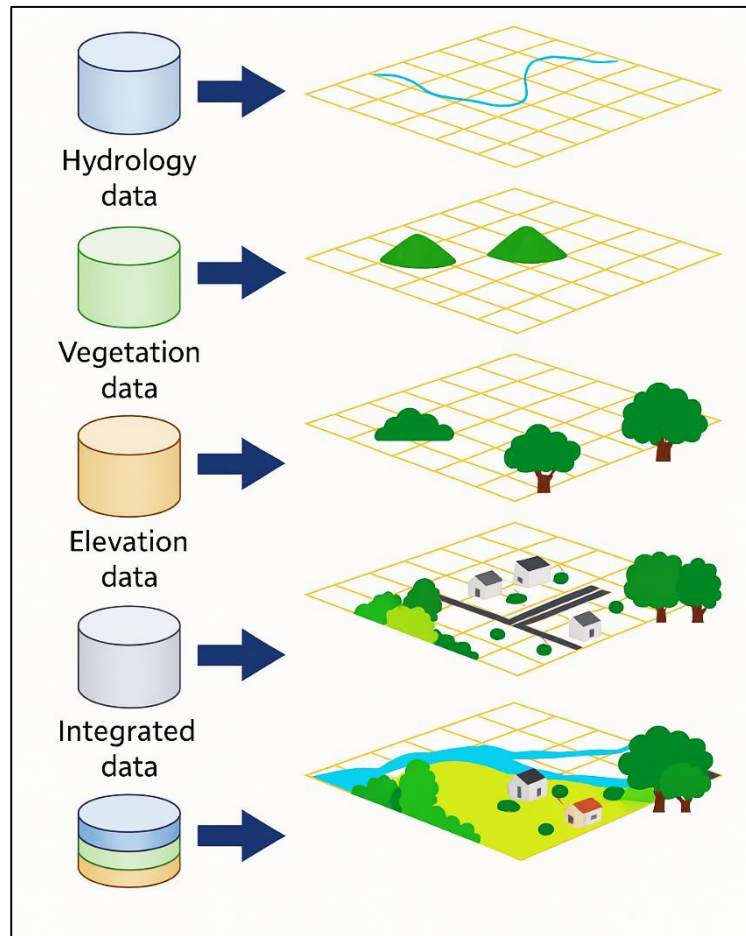 Hydrology
data
Vegetation
data
Elevation
data
Integrated
data